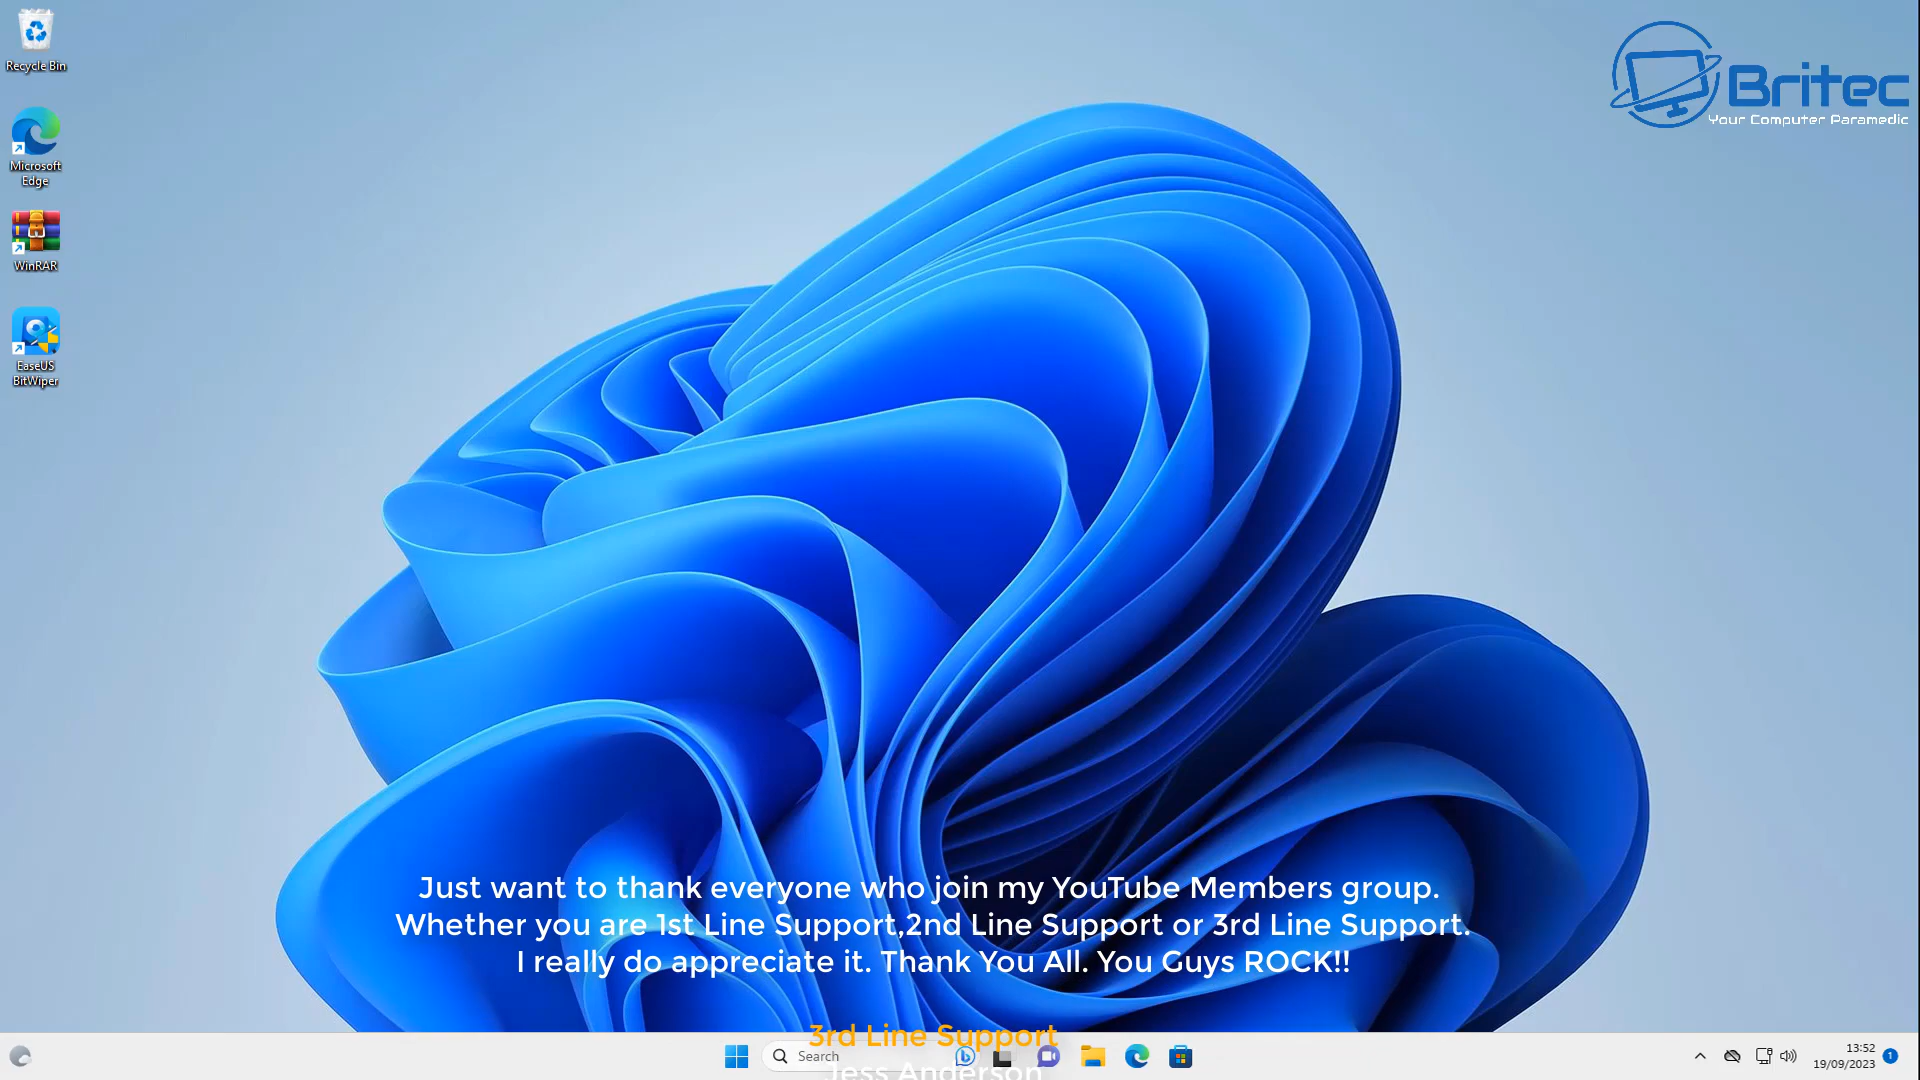 Recycle Bin
Microsoft
Edge
WinRAR
EaseUS
BitWiper
Britec
Your Computer Paramedic
Just want to thank everyone who join my YouTube Members group.
Whether you are 1st Line Support,2nd Line Support or 3rd Line Support.
I really do appreciate it. Thank You All. You Guys ROCK!!
3rd Line Support
Jess Anderson
Search
13:52
19/09/2023
1